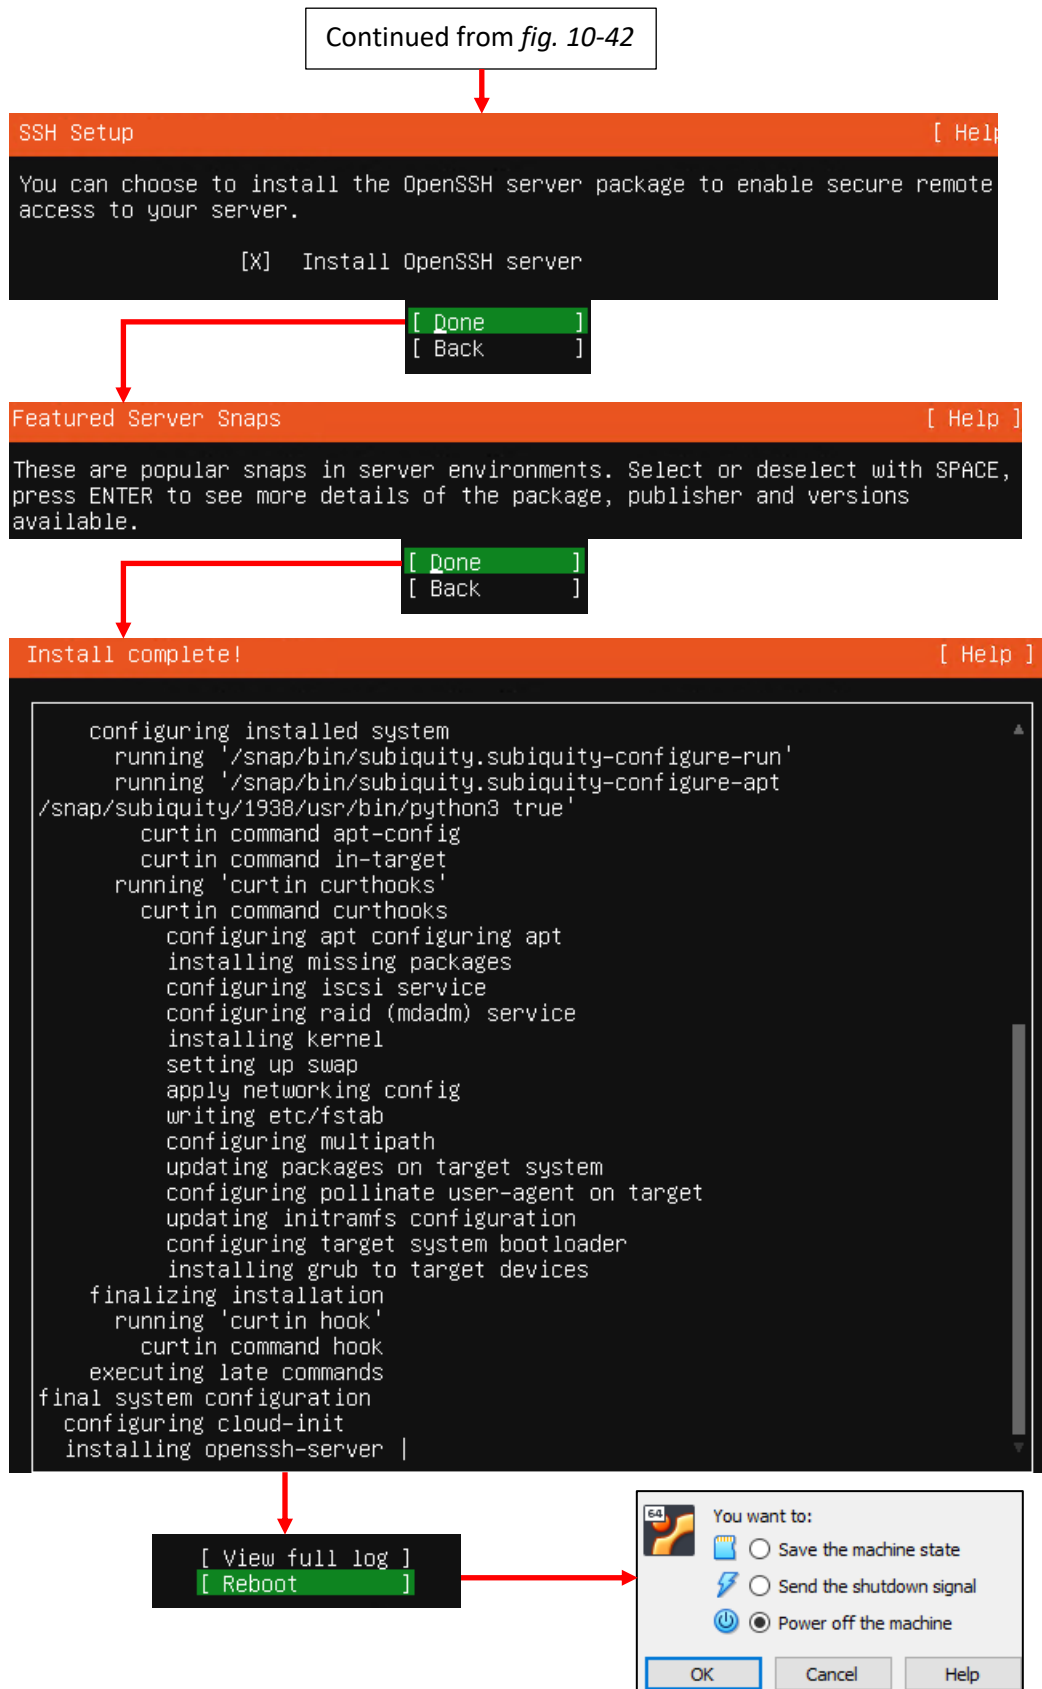 Continued from fig. 10-42
SSH Setup [ Help
You can choose to install the OpenSSH server package to enable secure remote
access to your server.
[X] Install OpenSSH server
[ Done ]
[ Back ]
Featured Server Snaps [ Help ]
These are popular snaps in server environments. Select or deselect with SPACE,
press ENTER to see more details of the package, publisher and versions
available.
[ Done ]
[ Back ]
Install complete! [ Help ]
configuring installed system
running '/snap/bin/subiquity.subiquity-configure-run'
running '/snap/bin/subiquity.subiquity-configure-apt
/snap/subiquity/1938/usr/bin/python3 true'
curtin command apt-config
curtin command in-target
running 'curtin curthooks'
curtin command curthooks
configuring apt configuring apt
installing missing packages
configuring iscsi service
configuring raid (mdadm) service
installing kernel
setting up swap
apply networking config
writing etc/fstab
configuring multipath
updating packages on target system
configuring pollinate user-agent on target
updating initramfs configuration
configuring target system bootloader
installing grub to target devices
finalizing installation
running 'curtin hook'
curtin command hook
executing late commands
final system configuration
configuring cloud-init
installing openssh-server |
[ View full log ]
[ Reboot ]
64
You want to:
Save the machine state
Send the shutdown signal
Power off the machine
OK Cancel Help